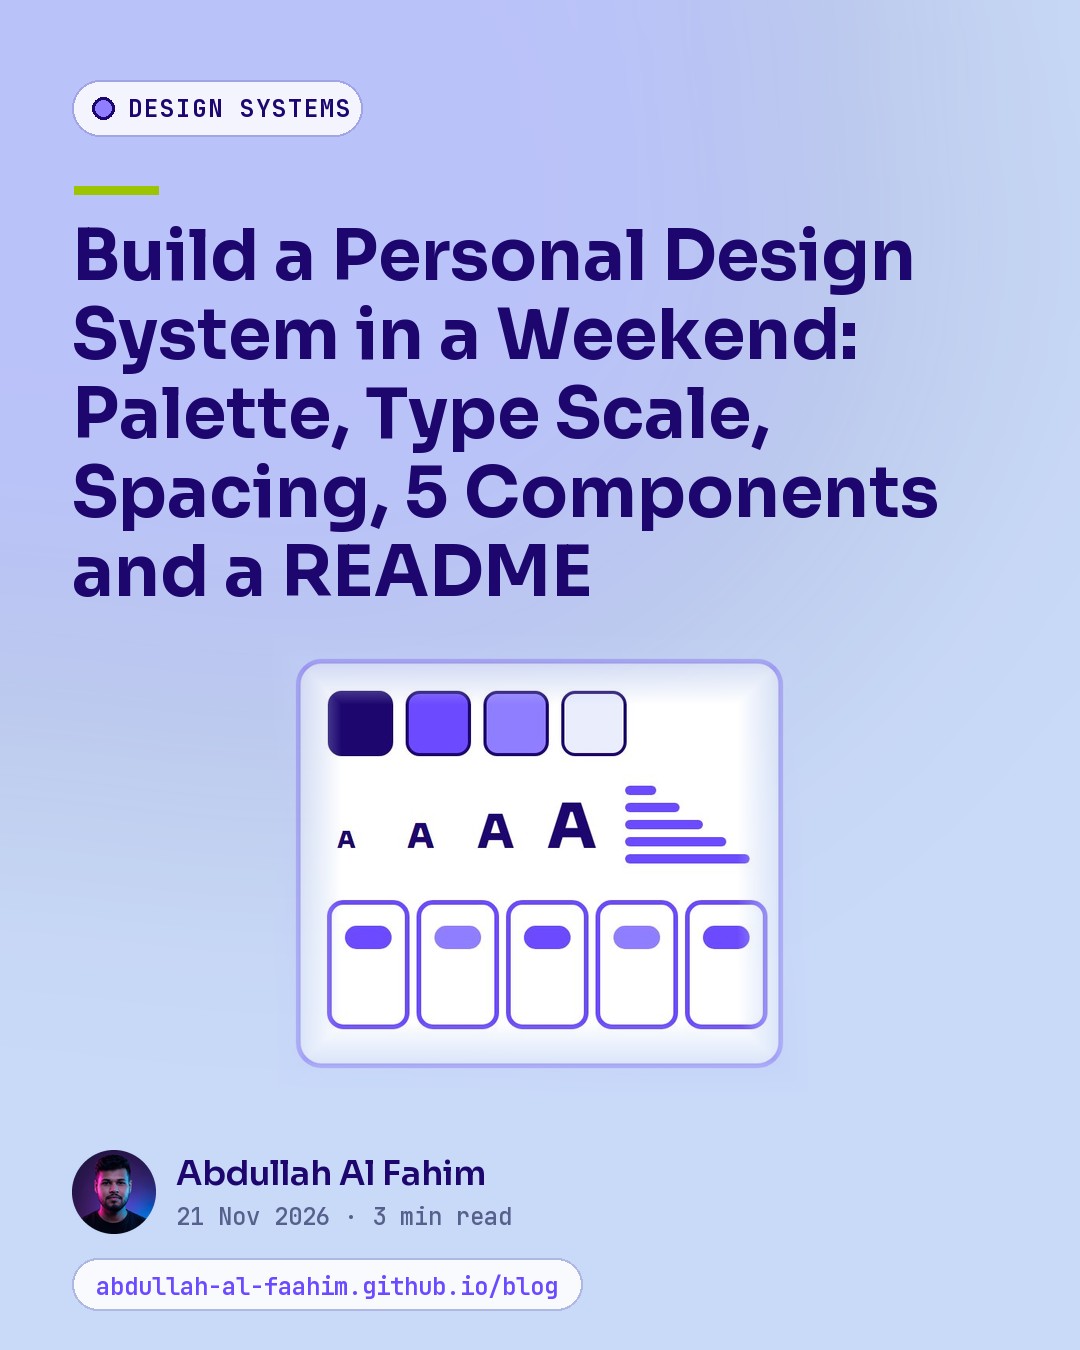 DESIGN SYSTEMS
Build a Personal Design
System in a Weekend:
Palette, Type Scale,
Spacing, 5 Components
and a README
A A A A
Abdullah Al Fahim
21 Nov 2026 · 3 min read
abdullah-al-faahim.github.io/blog